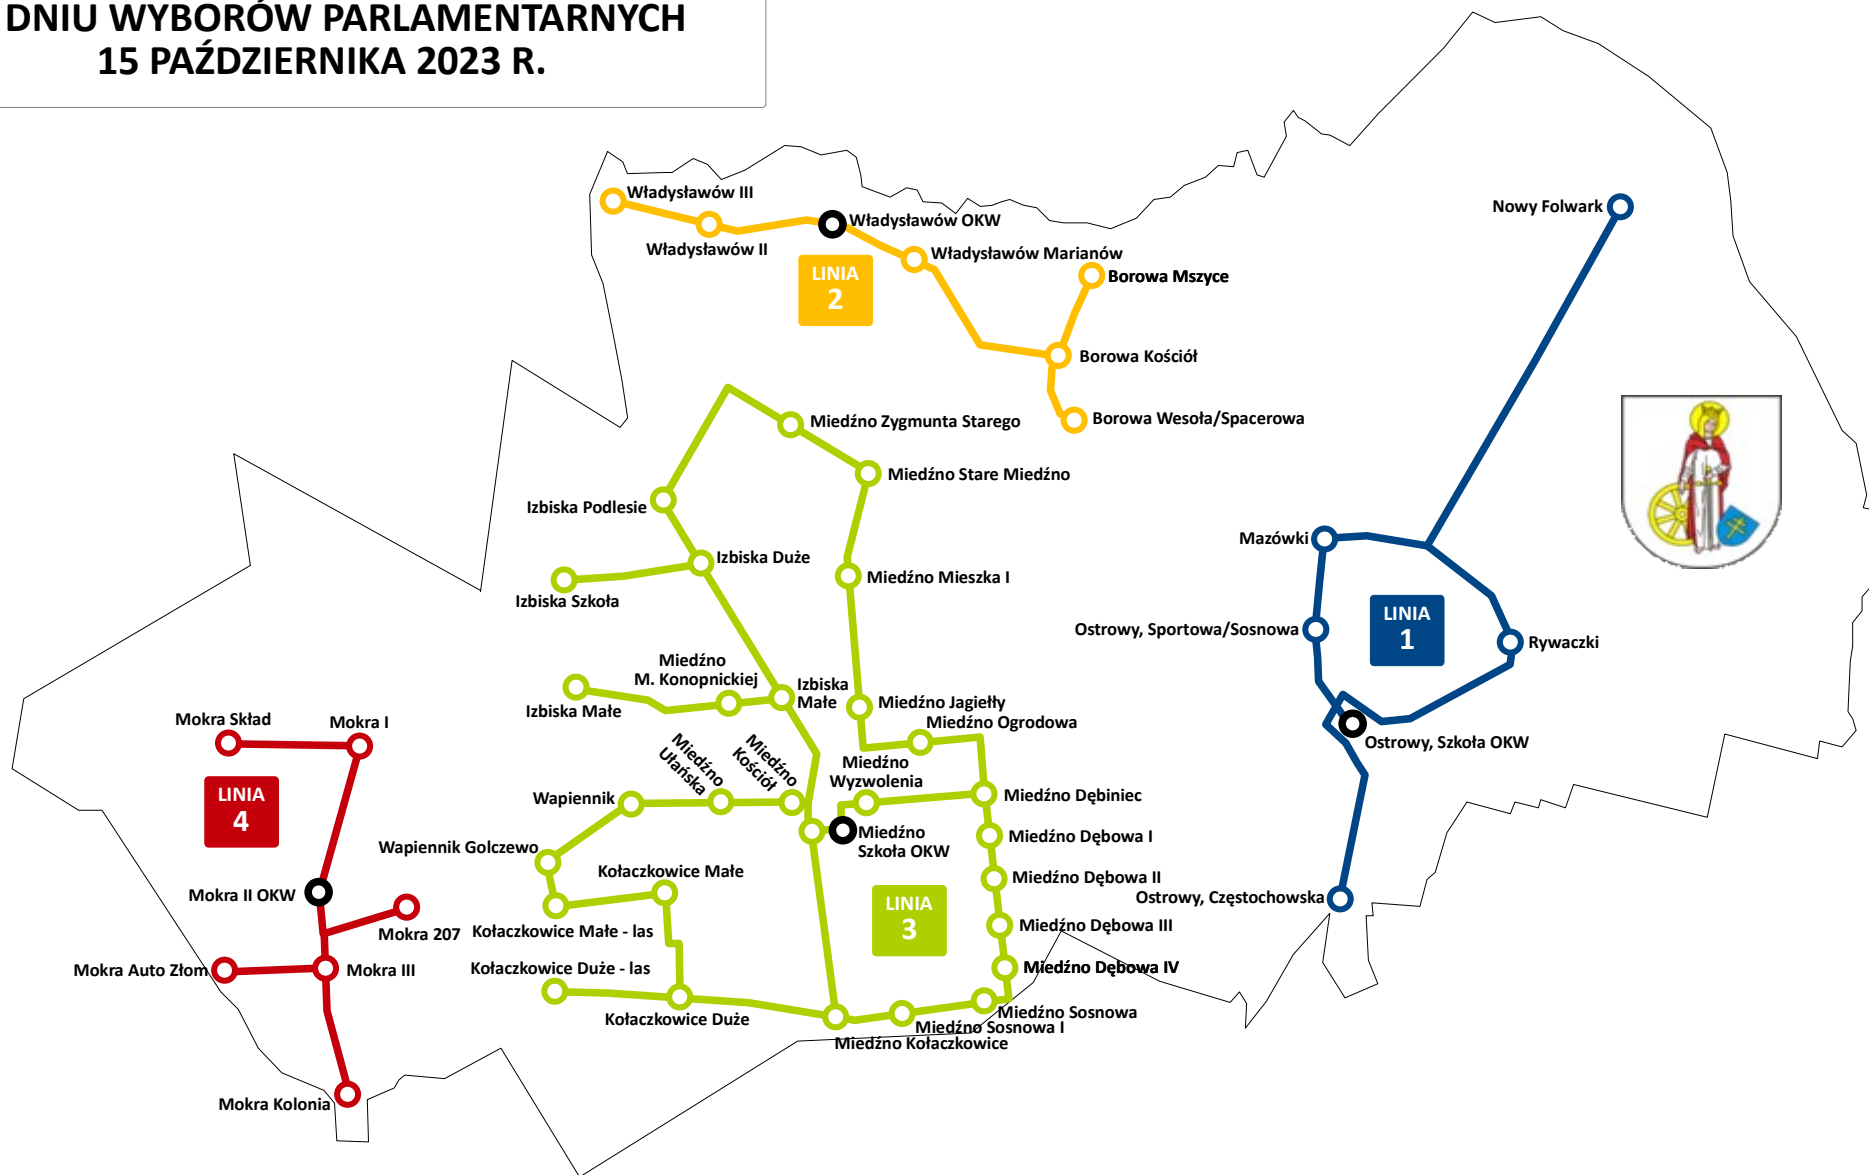 DNIU WYBORÓW PARLAMENTARNYCH
15 PAŹDZIERNIKA 2023 R.
Władysławów III
Władysławów II
Władysławów OKW
Władysławów Marianów
LINIA
2
Borowa Mszyce
Borowa Kościół
Borowa Wesoła/Spacerowa
Nowy Folwark
Mazówki
Ostrowy, Sportowa/Sosnowa
LINIA
1
Rywaczki
Ostrowy, Szkoła OKW
Ostrowy, Częstochowska
Miedźno Zygmunta Starego
Miedźno Stare Miedźno
Izbiska Podlesie
Izbiska Duże
Izbiska Szkoła
Miedźno Mieszka I
Miedźno
M. Konopnickiej
Izbiska
Małe
Izbiska Małe
Miedźno Jagiełły
Miedźno Ogrodowa
Miedźno
Ułańska
Miedźno
Kościół
Miedźno
Wyzwolenia
Wapiennik
Miedźno Dębiniec
Miedźno
Szkoła OKW
Miedźno Dębowa I
Wapiennik Golczewo
Kołaczkowice Małe
Miedźno Dębowa II
LINIA
3
Kołaczkowice Małe - las
Miedźno Dębowa III
Kołaczkowice Duże - las
Miedźno Dębowa IV
Kołaczkowice Duże
Miedźno Sosnowa
Miedźno Sosnowa I
Miedźno Kołaczkowice
Mokra Skład
Mokra I
LINIA
4
Mokra II OKW
Mokra 207
Mokra Auto Złom
Mokra III
Mokra Kolonia